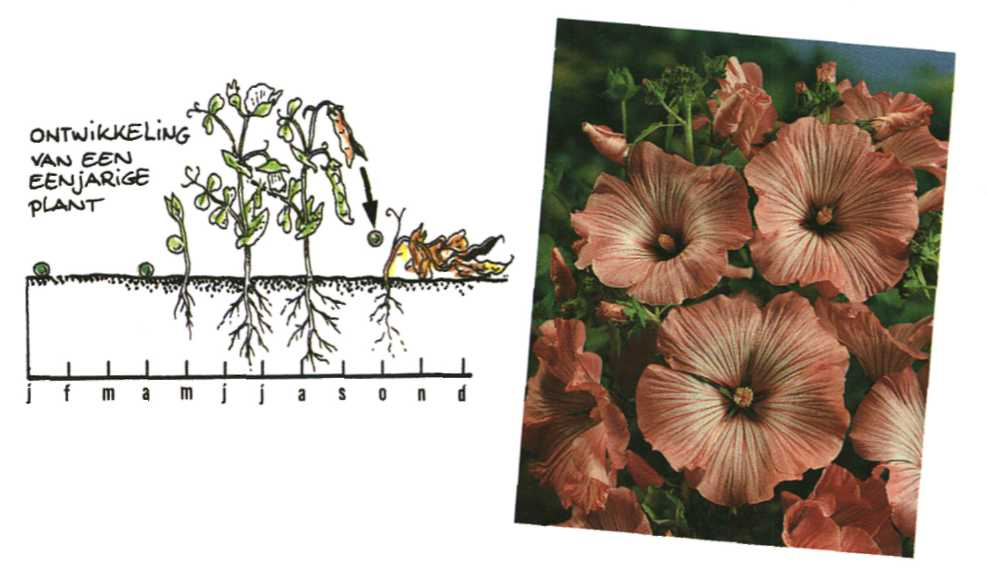 ONTWIKKELING
VAN EEN
EENJARIGE
PLANT
j f m a m j j a s o n d